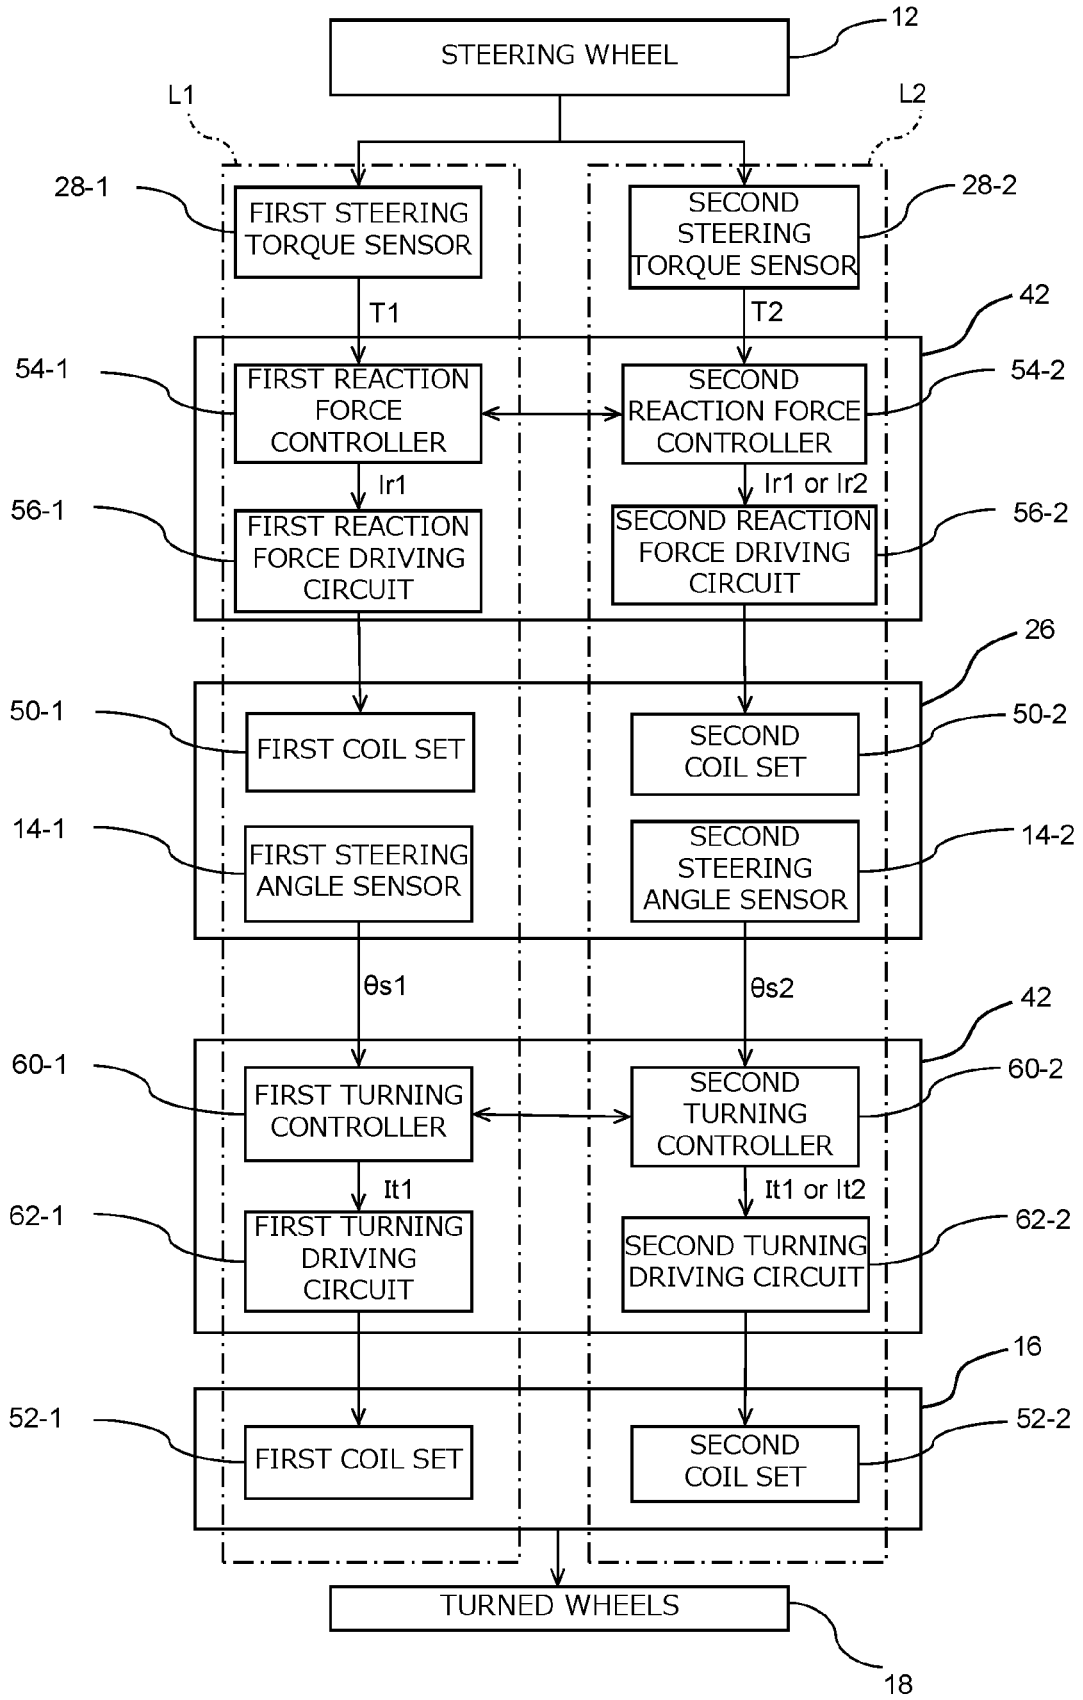 12
STEERING WHEEL
L1
L2
28-1
FIRST STEERING
TORQUE SENSOR
SECOND
STEERING
TORQUE SENSOR
28-2
T1
T2
42
54-1
FIRST REACTION
FORCE
CONTROLLER
SECOND
REACTION FORCE
CONTROLLER
54-2
Ir1
Ir1 or Ir2
56-1
FIRST REACTION
FORCE DRIVING
CIRCUIT
SECOND REACTION
FORCE DRIVING
CIRCUIT
56-2
26
50-1
FIRST COIL SET
SECOND
COIL SET
50-2
14-1
FIRST STEERING
ANGLE SENSOR
SECOND
STEERING
ANGLE SENSOR
14-2
θs1
θs2
42
60-1
FIRST TURNING
CONTROLLER
SECOND
TURNING
CONTROLLER
60-2
It1
It1 or It2
62-1
FIRST TURNING
DRIVING
CIRCUIT
SECOND TURNING
DRIVING CIRCUIT
62-2
16
52-1
FIRST COIL SET
SECOND
COIL SET
52-2
TURNED WHEELS
18